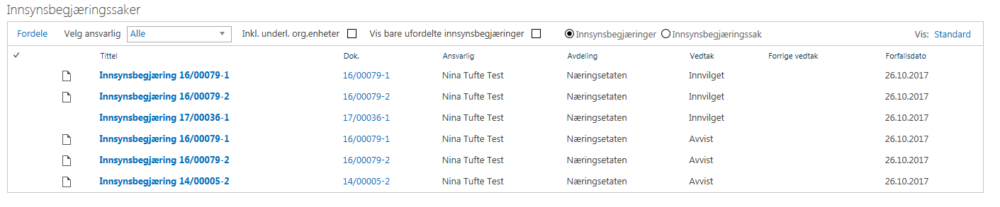 Innsynsbegjæringssaker
Fordele Velg ansvarlig Alle Inkl. underl. org.enheter Vis bare ufordelte innsynsbegjæringer Innsynsbegjæringer Innsynsbegjæringssak Vis: Standard
Tittel Dok. Ansvarlig Avdeling Vedtak Forrige vedtak Forfallsdato
Innsynsbegjæring 16/00079-1 16/00079-1 Nina Tufte Test Næringsetaten Innvilget 26.10.2017
Innsynsbegjæring 16/00079-2 16/00079-2 Nina Tufte Test Næringsetaten Innvilget 26.10.2017
Innsynsbegjæring 17/00036-1 17/00036-1 Nina Tufte Test Næringsetaten Innvilget 26.10.2017
Innsynsbegjæring 16/00079-1 16/00079-1 Nina Tufte Test Næringsetaten Avvist 26.10.2017
Innsynsbegjæring 16/00079-2 16/00079-2 Nina Tufte Test Næringsetaten Avvist 26.10.2017
Innsynsbegjæring 14/00005-2 14/00005-2 Nina Tufte Test Næringsetaten Avvist 26.10.2017